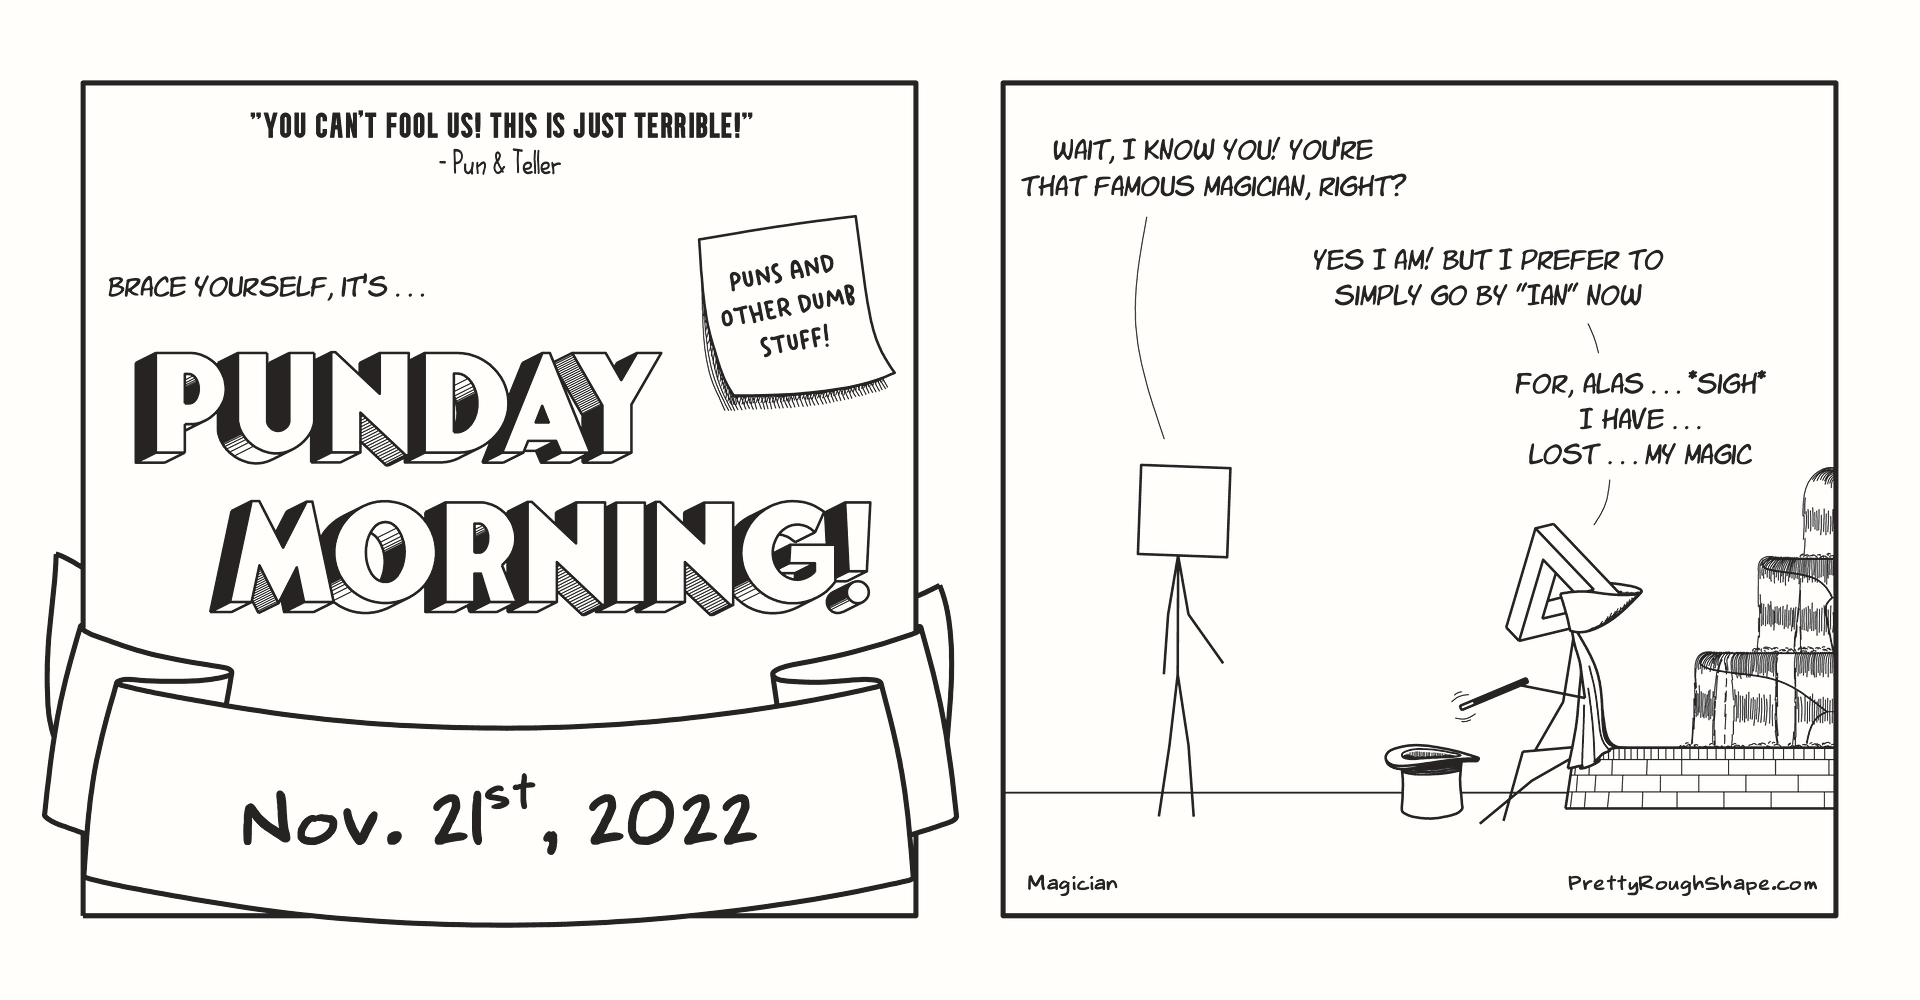 ”YOU CAN'T FOOL US! THIS IS JUST TERRIBLE!”
- Pun & Teller
BRACE YOURSELF, IT'S . . .
PUNS AND
OTHER DUMB
STUFF!
PUNDAY
MORNING!
Nov. 21st, 2022
WAIT, I KNOW YOU! YOU'RE
THAT FAMOUS MAGICIAN, RIGHT?
YES I AM! BUT I PREFER TO
SIMPLY GO BY “IAN” NOW
FOR, ALAS . . . *SIGH*
I HAVE . . .
LOST . . . MY MAGIC
Magician
PrettyRoughShape.com